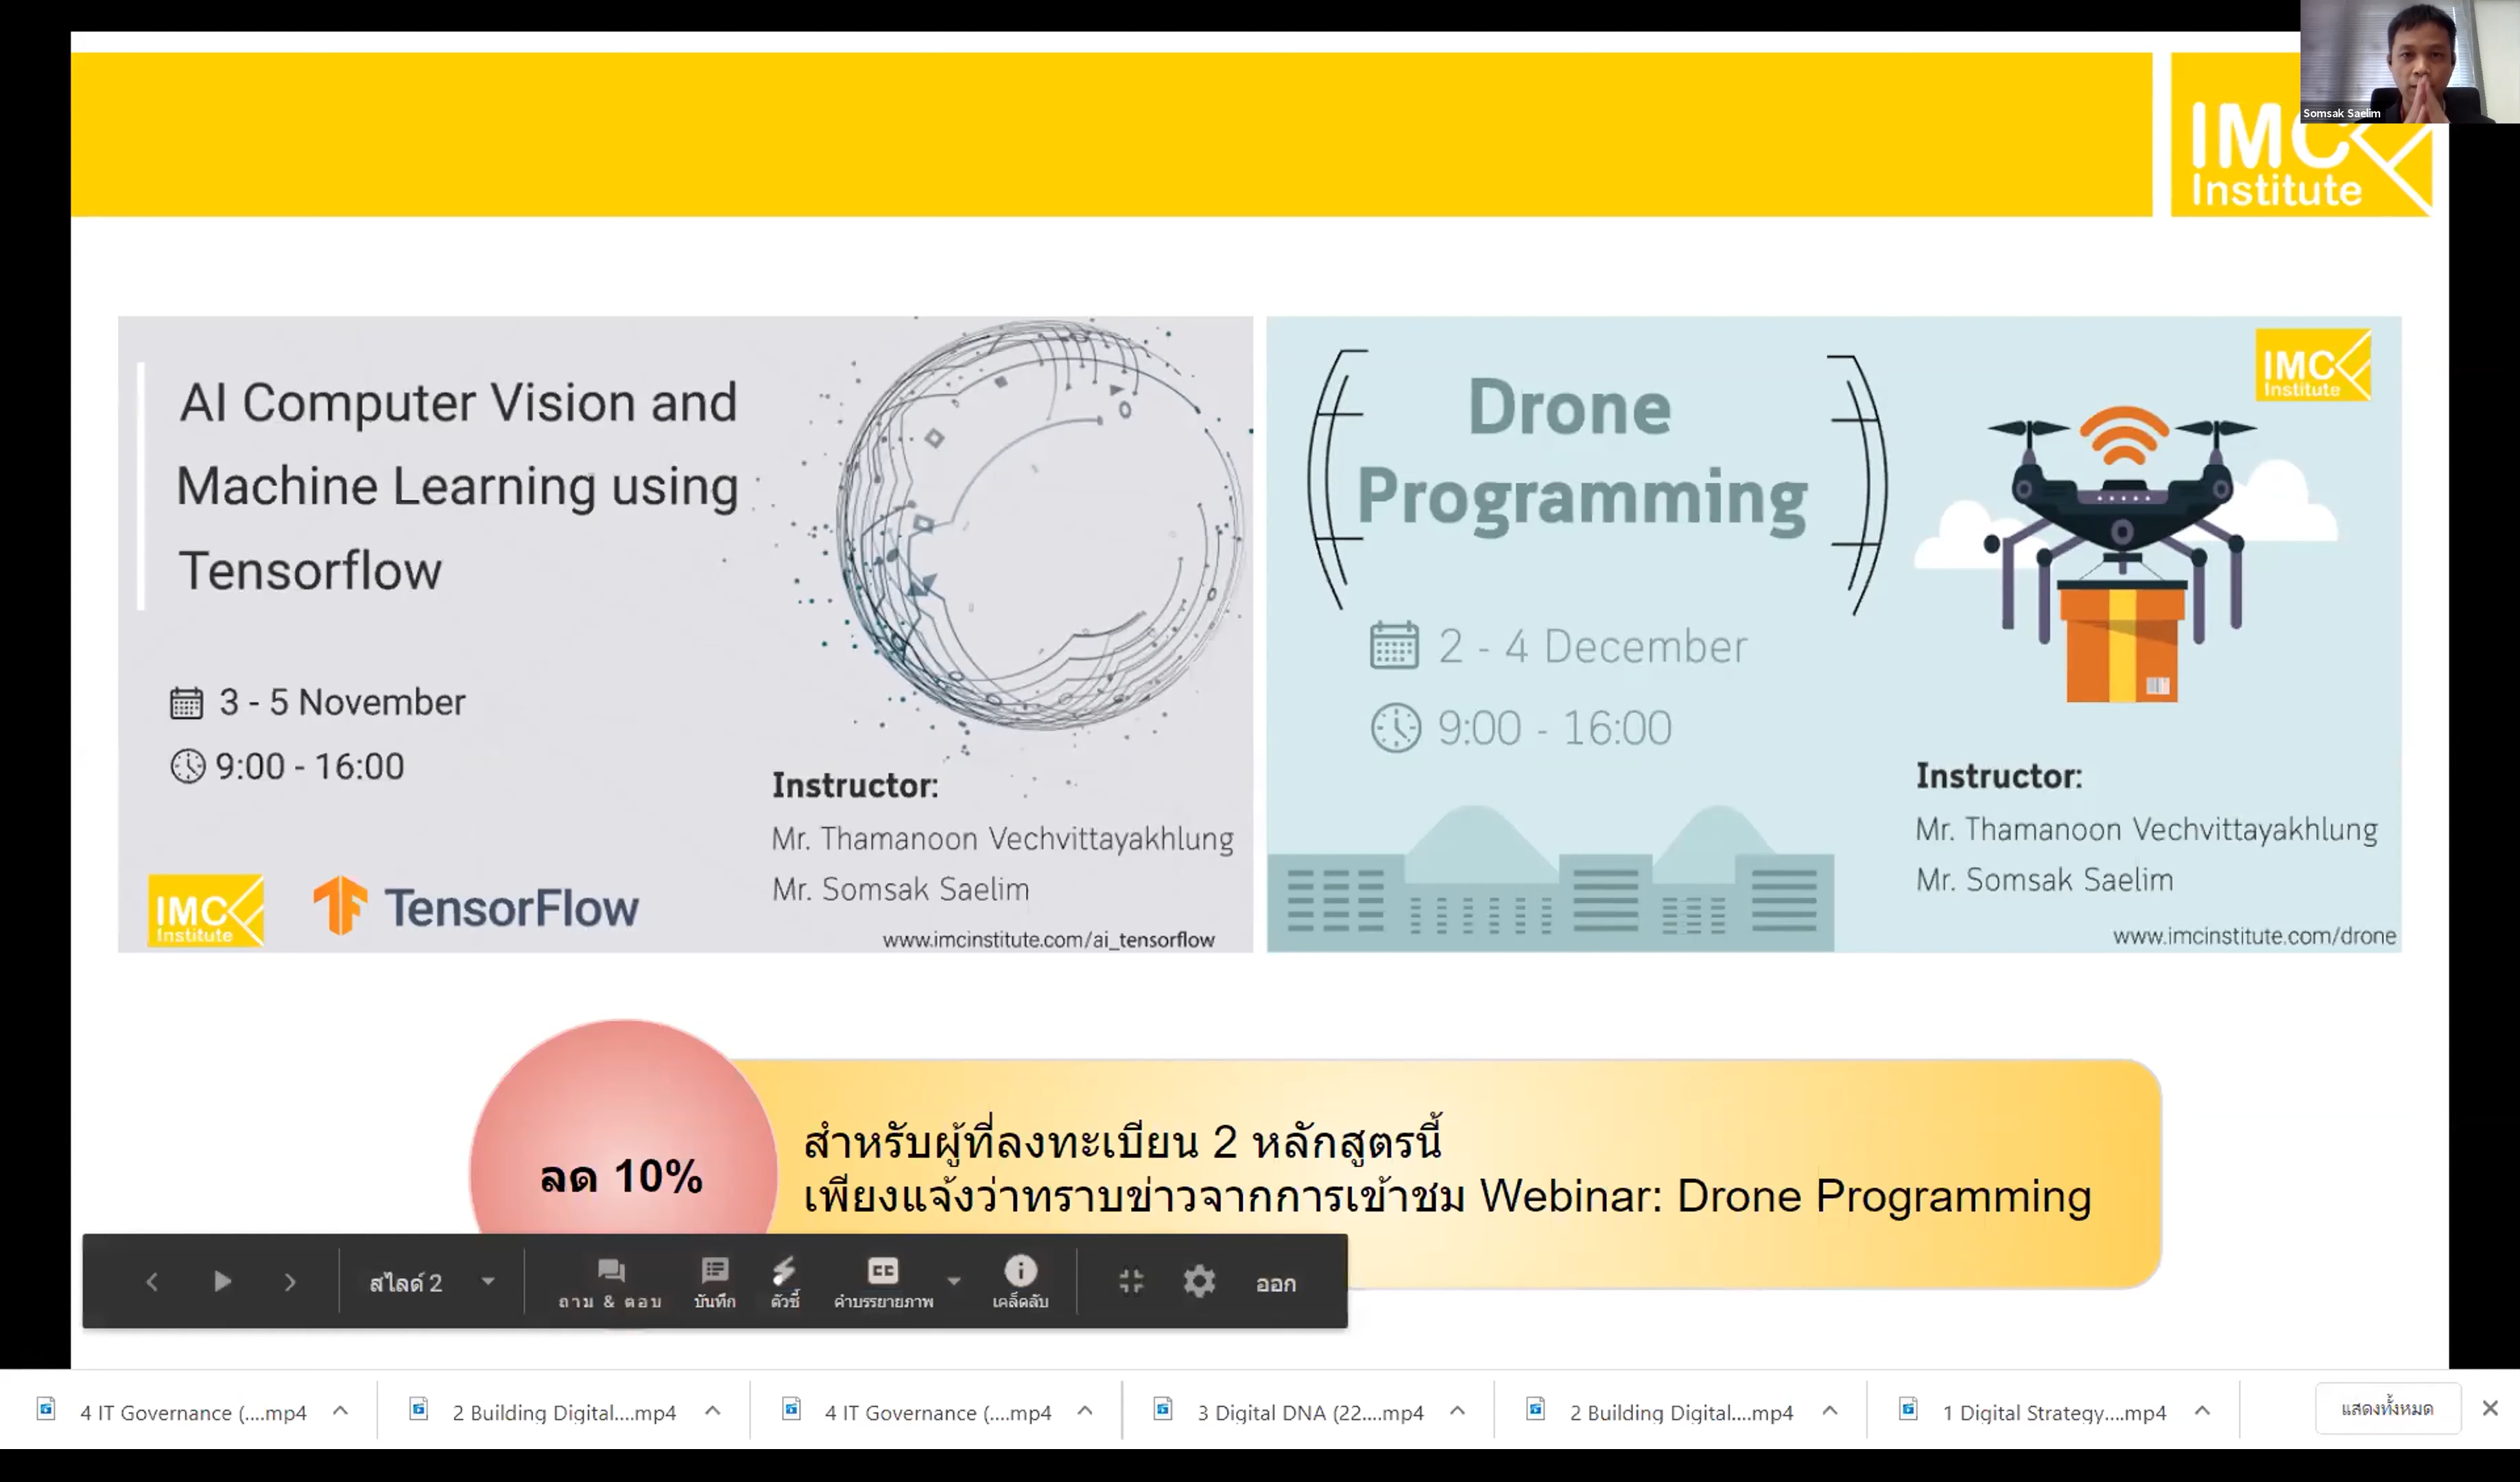 Somsak Saelim
IMC
Institute
AI Computer Vision and
Machine Learning using
Tensorflow
3 - 5 November
9:00 - 16:00
Instructor:
Mr. Thamanoon Vechvittayakhlung
Mr. Somsak Saelim
IMC
Institute
TensorFlow
www.imcinstitute.com/ai_tensorflow
IMC
Institute
Drone
Programming
2 - 4 December
9:00 - 16:00
Instructor:
Mr. Thamanoon Vechvittayakhlung
Mr. Somsak Saelim
www.imcinstitute.com/drone
ลด 10%
สำหรับผู้ที่ลงทะเบียน 2 หลักสูตรนี้
เพียงแจ้งว่าทราบข่าวจากการเข้าชม Webinar: Drone Programming
สไลด์ 2
ถาม & ตอบ
บันทึก
ตัวชี้
CC
คำบรรยายภาพ
เคล็ดลับ
ออก
4 IT Governance (....mp4
2 Building Digital....mp4
4 IT Governance (....mp4
3 Digital DNA (22....mp4
2 Building Digital....mp4
1 Digital Strategy....mp4
แสดงทั้งหมด